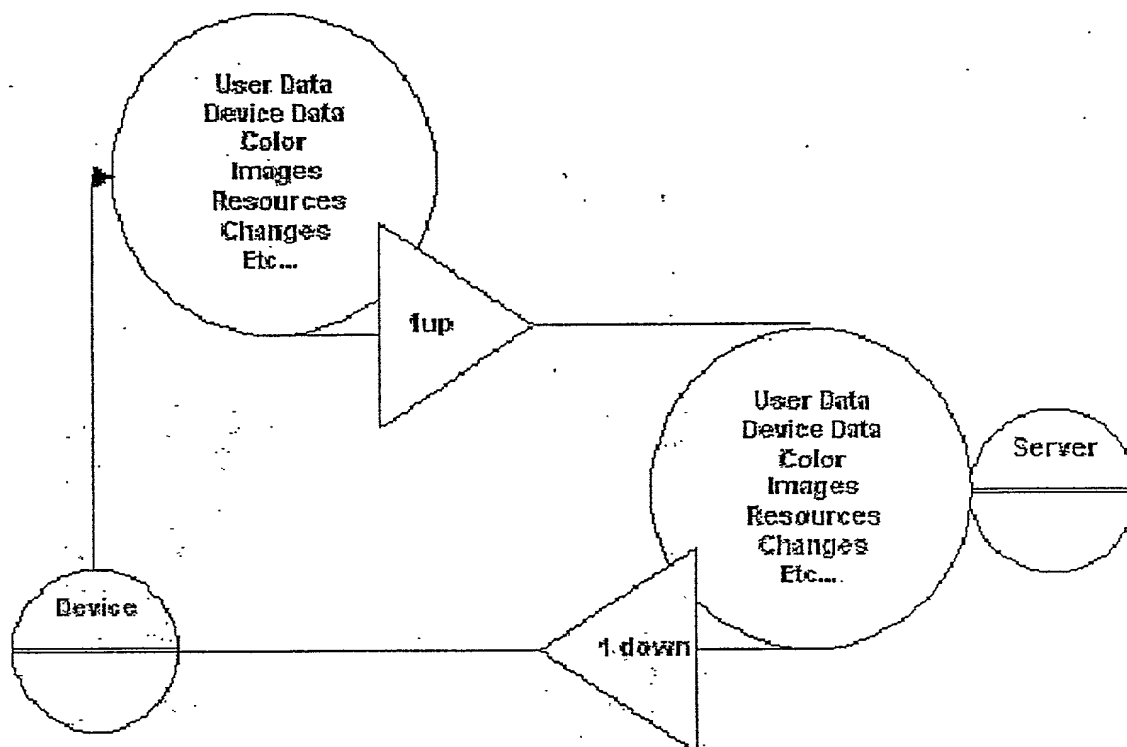 User Data
Device Data
Color
Images
Resources
Changes
Etc...
1up
User Data
Device Data
Color
Images
Resources
Changes
Etc...
Server
Device
1 down